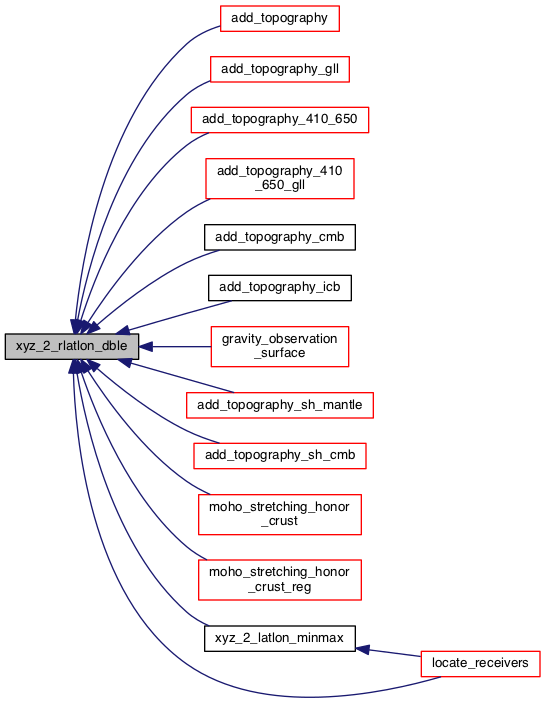 add_topography
add_topography_gll
add_topography_410_650
add_topography_410
_650_gll
add_topography_cmb
add_topography_icb
xyz_2_rlatlon_dble
gravity_observation
_surface
add_topography_sh_mantle
add_topography_sh_cmb
moho_stretching_honor
_crust
moho_stretching_honor
_crust_reg
xyz_2_latlon_minmax
locate_receivers